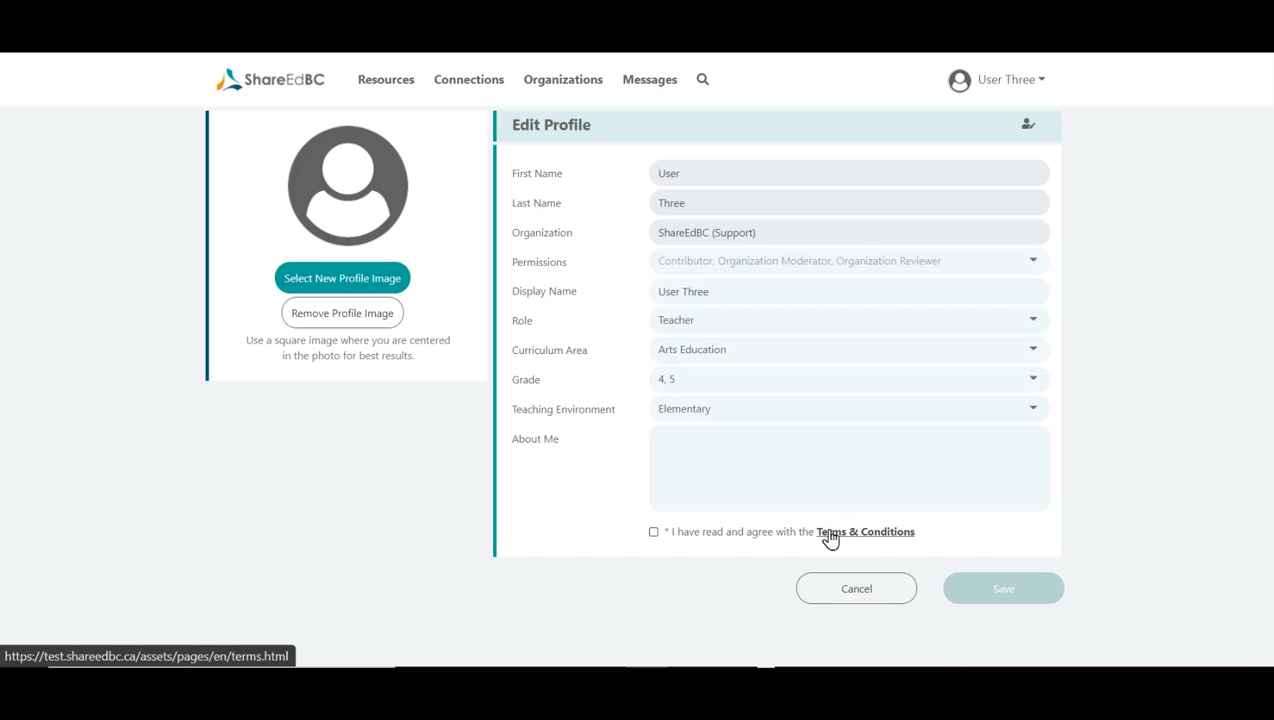 ShareEdBC Resources Connections Organizations Messages User Three
Edit Profile
Select New Profile Image
Remove Profile Image
Use a square image where you are centered
in the photo for best results.
First Name User
Last Name Three
Organization ShareEdBC (Support)
Permissions Contributor, Organization Moderator, Organization Reviewer
Display Name User Three
Role Teacher
Curriculum Area Arts Education
Grade 4, 5
Teaching Environment Elementary
About Me
* I have read and agree with the Terms & Conditions
Cancel Save
https://test.shareedbc.ca/assets/pages/en/terms.html